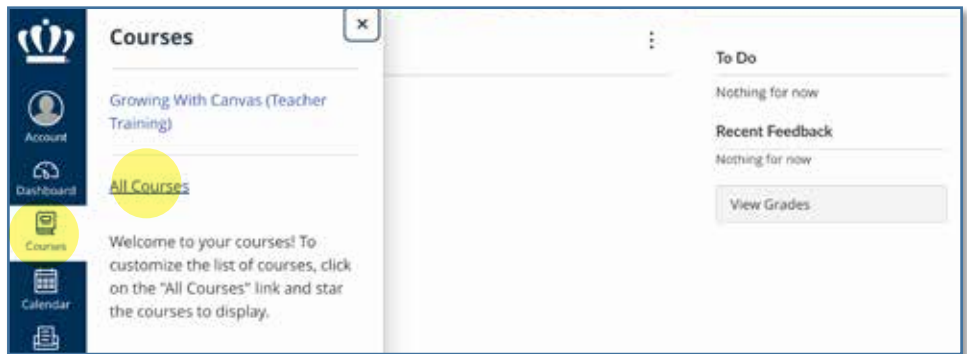 Account
Dashboard
Courses
Calendar
Courses
×
Growing With Canvas (Teacher
Training)
All Courses
Welcome to your courses! To
customize the list of courses, click
on the "All Courses" link and star
the courses to display.
To Do
Nothing for now
Recent Feedback
Nothing for now
View Grades